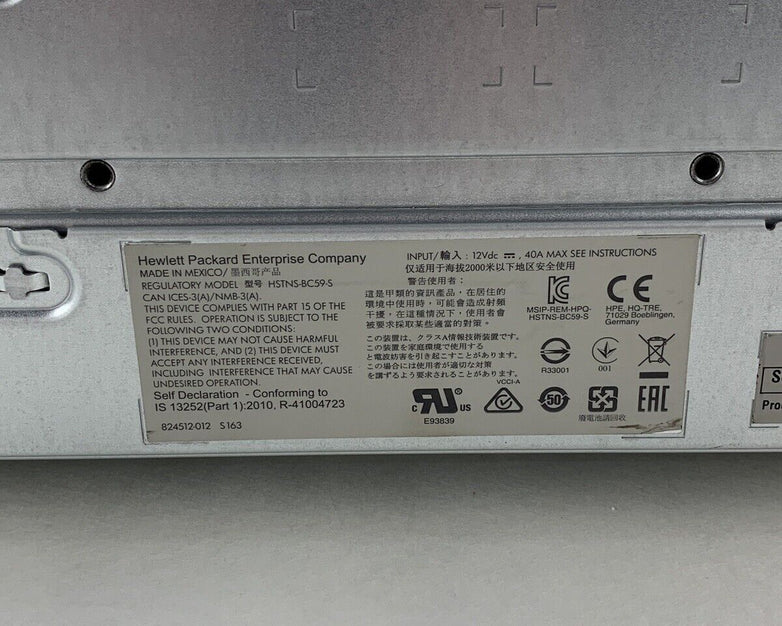 Hewlett Packard Enterprise Company
MADE IN MEXICO/ 墨西哥产品
REGULATORY MODEL 型号 HSTNS-BC59-S
CAN ICES-3(A)/NMB-3(A).
THIS DEVICE COMPLIES WITH PART 15 OF THE
FCC RULES. OPERATION IS SUBJECT TO THE
FOLLOWING TWO CONDITIONS:
(1) THIS DEVICE MAY NOT CAUSE HARMFUL
INTERFERENCE, AND (2) THIS DEVICE MUST
ACCEPT ANY INTERFERENCE RECEIVED,
INCLUDING INTERFERENCE THAT MAY CAUSE
UNDESIRED OPERATION.
Self Declaration - Conforming to
IS 13252(Part 1):2010, R-41004723
824512-012 S163
INPUT/ 輸入 : 12Vdc ⎓, 40A MAX SEE INSTRUCTIONS
仅适用于海拔2000米以下地区安全使用
警告使用者:
這是甲類的資訊產品，在居住的
環境中使用時，可能會造成射頻
干擾，在這種情況下，使用者會
被要求採取某些適當的對策。
この装置は、クラスA情報技術装置です。
この装置を家庭環境で使用する
と電波妨害を引き起こすことがあります。
この場合には使用者が適切な対策
を講ずるよう要求されることがあります。
VCCI-A
MSIP-REM-HPO-
HSTNS-BC59-S
CE
HPE, HQ-TRE,
71029 Boeblingen,
Germany
R33001
001
c RU US
E93839
50
廢電池請回收
EAC
S
Pro